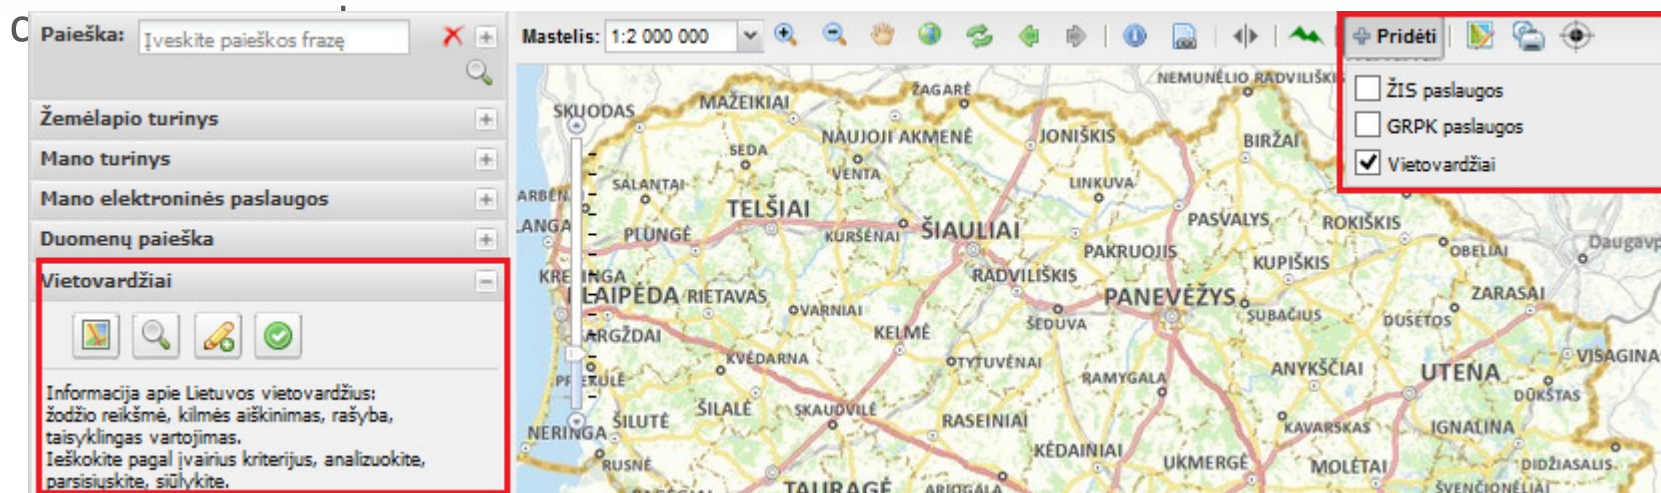 Paieška: Įveskite paieškos frazę
Mastelis: 1:2 000 000
Pridėti
ŽIS paslaugos
GRPK paslaugos
Vietovardžiai
Žemėlapio turinys
Mano turinys
Mano elektroninės paslaugos
Duomenų paieška
Vietovardžiai
Informacija apie Lietuvos vietovardžius:
žodžio reikšmė, kilmės aiškinimas, rašyba,
taisyklingas vartojimas.
Ieškokite pagal įvairius kriterijus, analizuokite,
parsisiųskite, siūlykite.
NEMUNĖLIO RADVILIŠKIS
ŽAGARĖ
SKUODAS
MAŽEIKIAI
NAUJOJI AKMENĖ
JONIŠKIS
BIRŽAI
SEDA
VENTA
SALANTAI
LINKUVA
TELŠIAI
PASVALYS
ROKIŠKIS
PLUNGĖ
KURŠĖNAI
ŠIAULIAI
PAKRUOJIS
OBELIAI
KUPIŠKIS
RADVILIŠKIS
RIETAVAS
PANEVĖŽYS
ZARASAI
VARNIAI
ŠEDUVA
SUBAČIUS
DUSETOS
KELMĖ
KVĖDARNA
TYTUVĖNAI
VISAGINA
RAMYGALA
ANYKŠČIAI
UTENA
DŪKŠTAS
ŠILALĖ
SKAUDVILĖ
ŠILUTĖ
RASEINIAI
KAVARSKAS
IGNALINA
NERINGA
KĖDAINIAI
UKMERGĖ
MOLĖTAI
DIDŽIASALIS
RUSNĖ
TAURAGĖ
ARIOGALA
ŠVENČIONĖLIAI